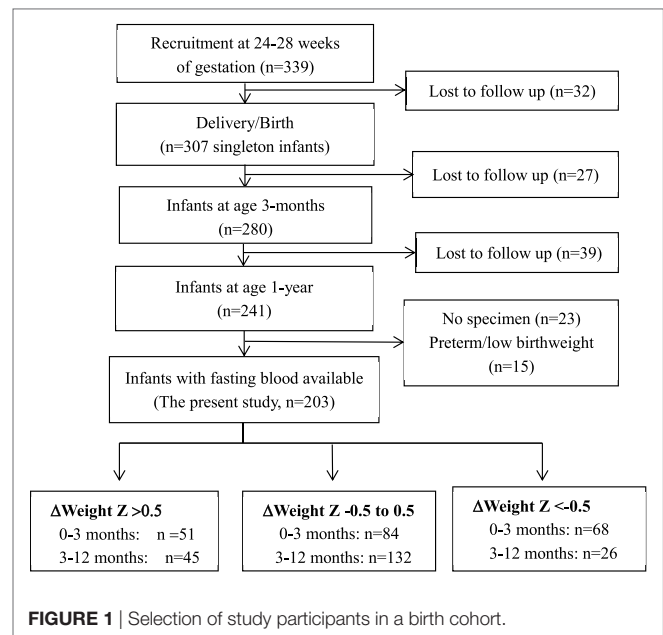 Recruitment at 24-28 weeks
of gestation (n=339)
Lost to follow up (n=32)
Delivery/Birth
(n=307 singleton infants)
Lost to follow up (n=27)
Infants at age 3-months
(n=280)
Lost to follow up (n=39)
Infants at age 1-year
(n=241)
No specimen (n=23)
Preterm/low birthweight
(n=15)
Infants with fasting blood available
(The present study, n=203)
ΔWeight Z >0.5
0-3 months: n =51
3-12 months: n=45
ΔWeight Z -0.5 to 0.5
0-3 months: n=84
3-12 months: n=132
ΔWeight Z <-0.5
0-3 months: n=68
3-12 months: n=26
FIGURE 1 | Selection of study participants in a birth cohort.